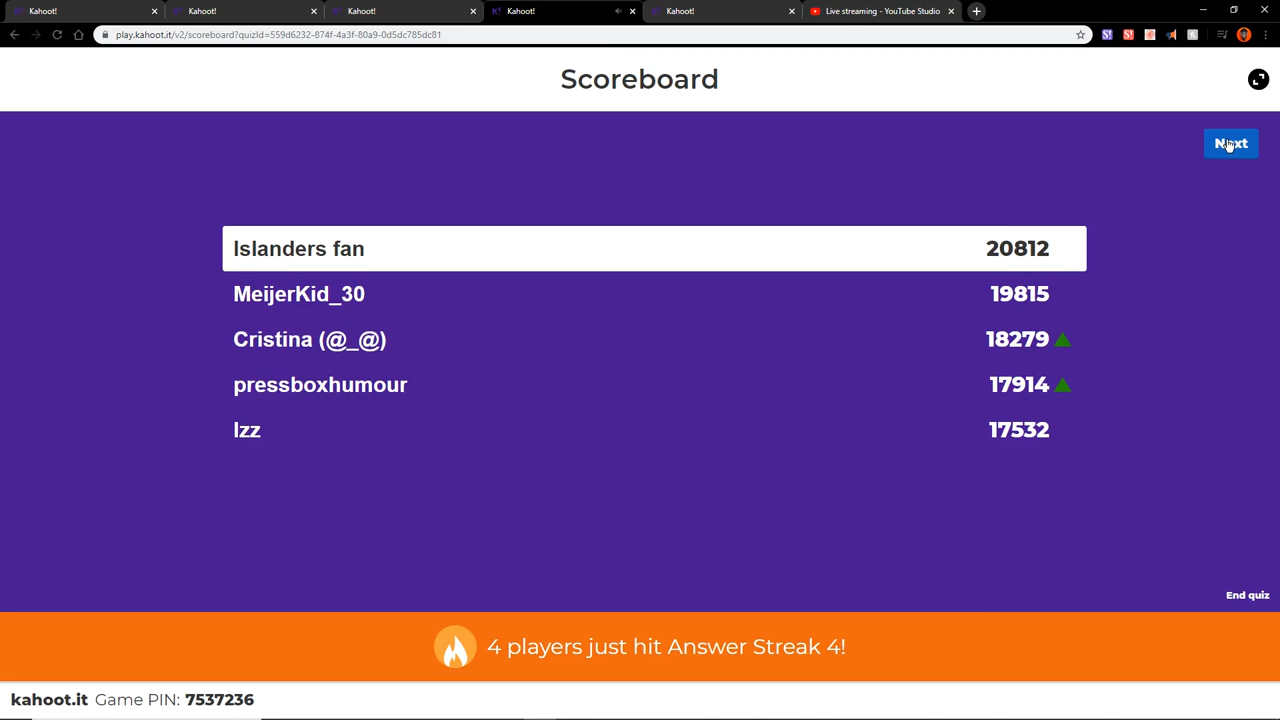 Kahoot!
Kahoot!
Kahoot!
Kahoot!
Kahoot!
Live streaming - YouTube Studio
play.kahoot.it/v2/scoreboard?quizId=559d6232-874f-4a3f-80a9-0d5dc785dc81
Scoreboard
Next
Islanders fan 20812
MeijerKid_30 19815
Cristina (@_@) 18279
pressboxhumour 17914
Izz 17532
End quiz
4 players just hit Answer Streak 4!
kahoot.it Game PIN: 7537236